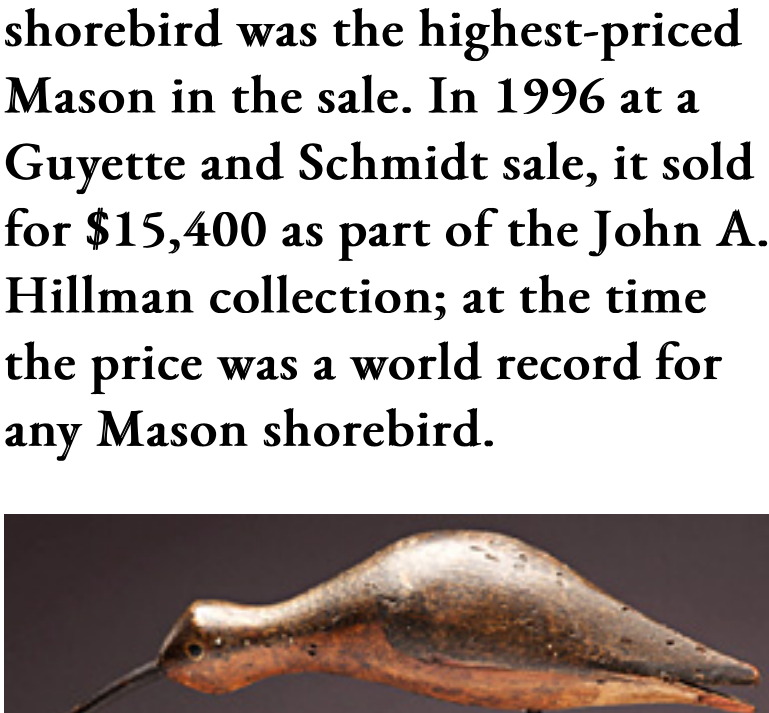 shorebird was the highest-priced
Mason in the sale. In 1996 at a
Guyette and Schmidt sale, it sold
for $15,400 as part of the John A.
Hillman collection; at the time
the price was a world record for
any Mason shorebird.